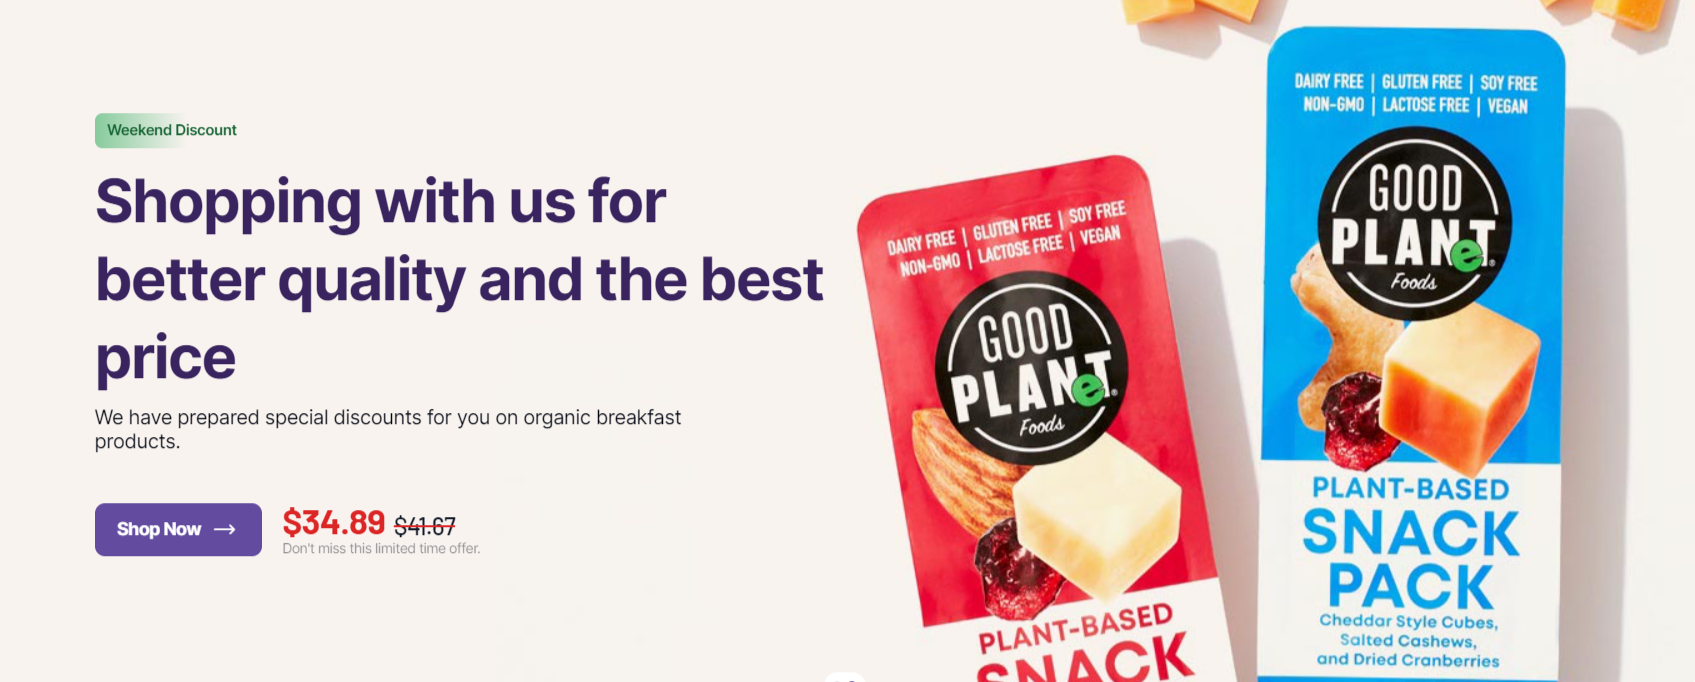 Weekend Discount
Shopping with us for
better quality and the best
price
We have prepared special discounts for you on organic breakfast
products.
Shop Now
$34.89 $41.67
Don't miss this limited time offer.
DAIRY FREE | GLUTEN FREE | SOY FREE
NON-GMO | LACTOSE FREE | VEGAN
GOOD
PLANeT®
Foods
PLANT-BASED
SNACK
DAIRY FREE | GLUTEN FREE | SOY FREE
NON-GMO | LACTOSE FREE | VEGAN
GOOD
PLANeT®
Foods
PLANT-BASED
SNACK
PACK
Cheddar Style Cubes,
Salted Cashews,
and Dried Cranberries